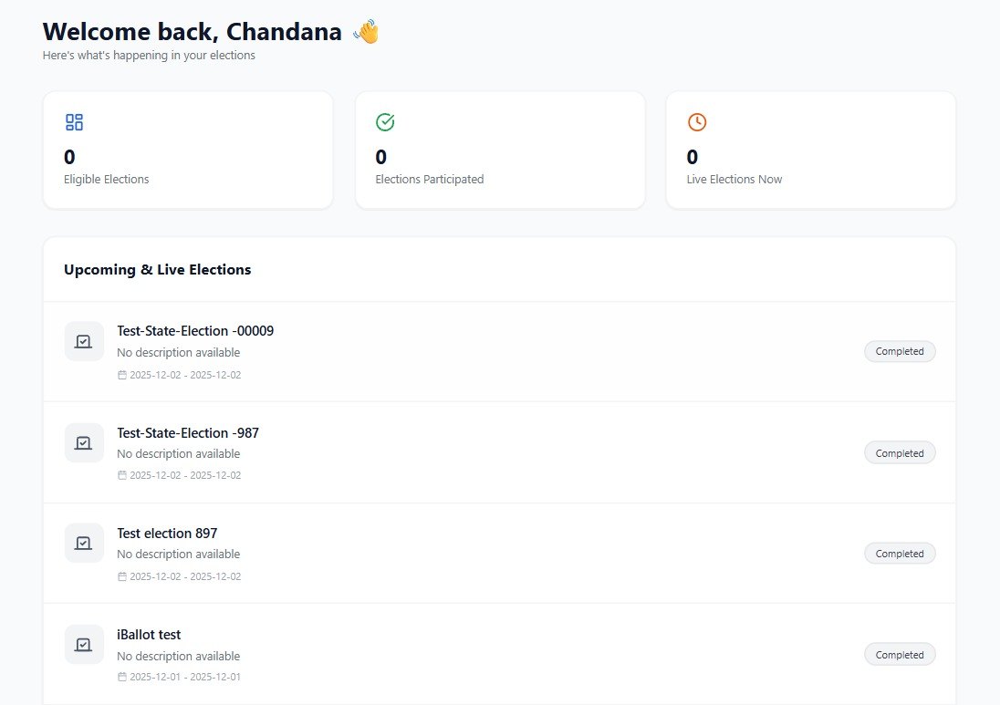 Welcome back, Chandana 👋
Here's what's happening in your elections
0
Eligible Elections
0
Elections Participated
0
Live Elections Now
Upcoming & Live Elections
Test-State-Election -00009
No description available
2025-12-02 - 2025-12-02
Completed
Test-State-Election -987
No description available
2025-12-02 - 2025-12-02
Completed
Test election 897
No description available
2025-12-02 - 2025-12-02
Completed
iBallot test
No description available
2025-12-01 - 2025-12-01
Completed